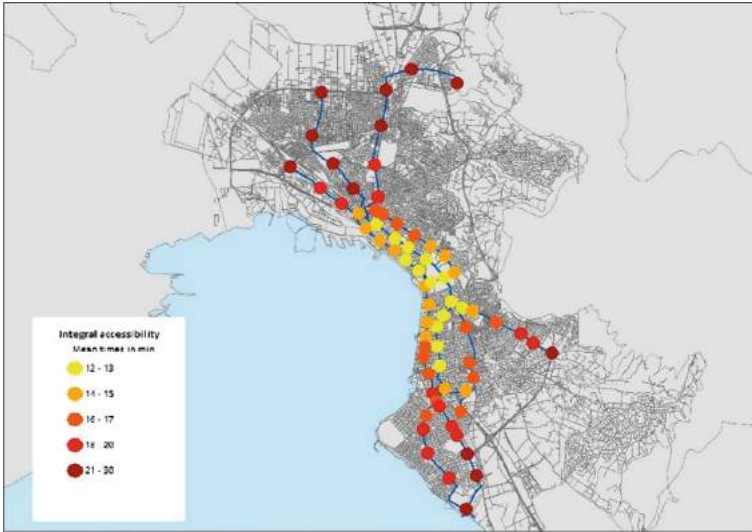 Integral accessibility
Mean times in min
12 - 13
14 - 15
16 - 17
18 - 20
21 - 30